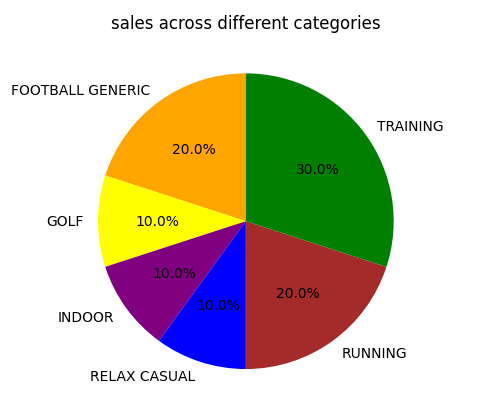 sales across different categories
FOOTBALL GENERIC
TRAINING
20.0%
30.0%
GOLF
10.0%
10.0%
INDOOR
10.0%
20.0%
RELAX CASUAL
RUNNING